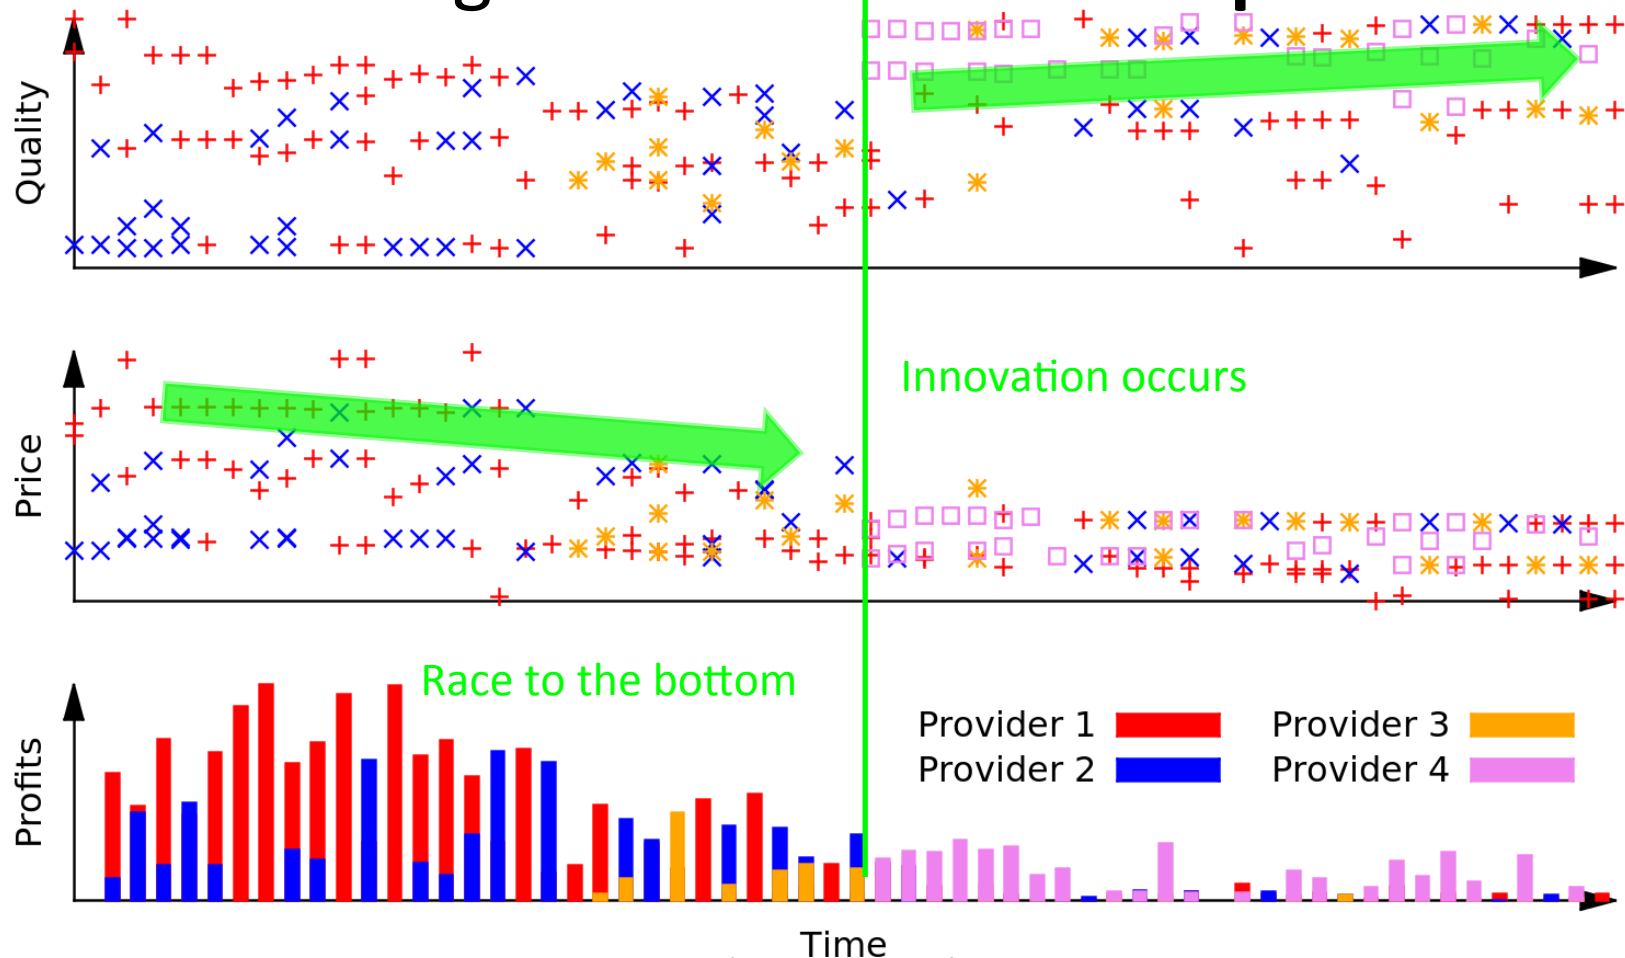 Quality
Price
Innovation occurs
Race to the bottom
Profits
Provider 1
Provider 3
Provider 2
Provider 4
Time